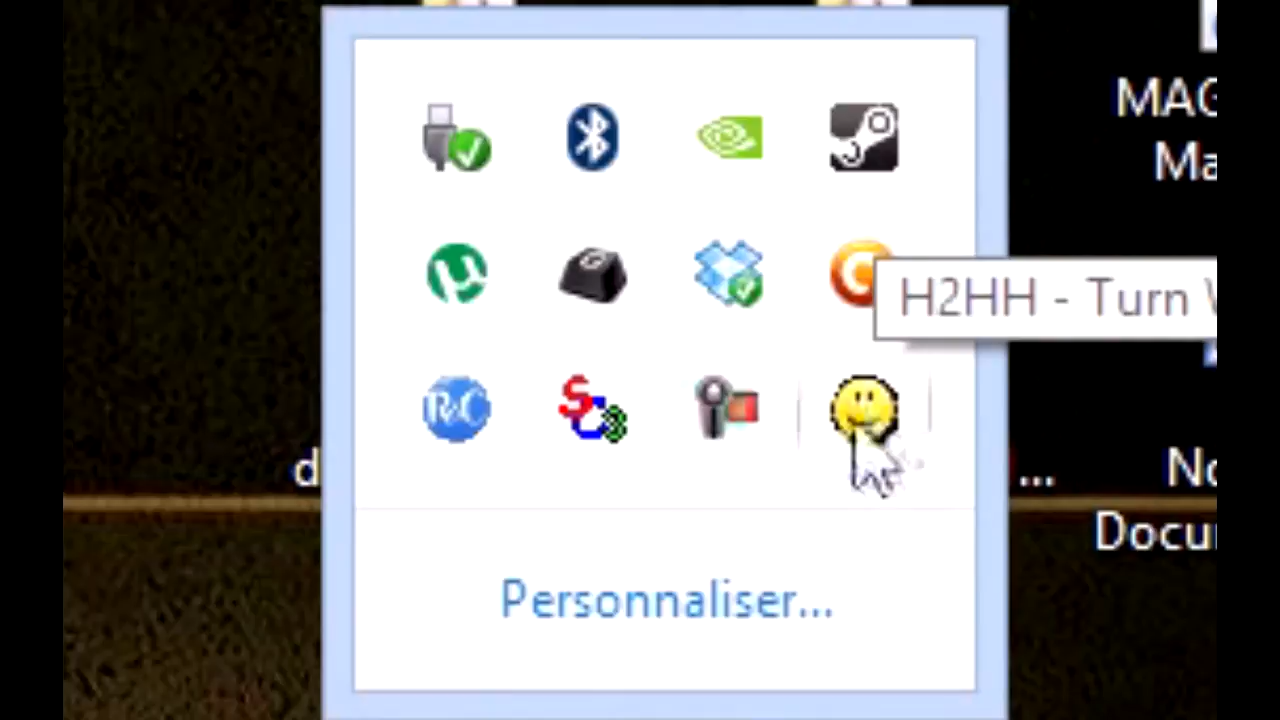 MAG
Ma
H2HH - Turn
d
...
No
Docu
Personnaliser...